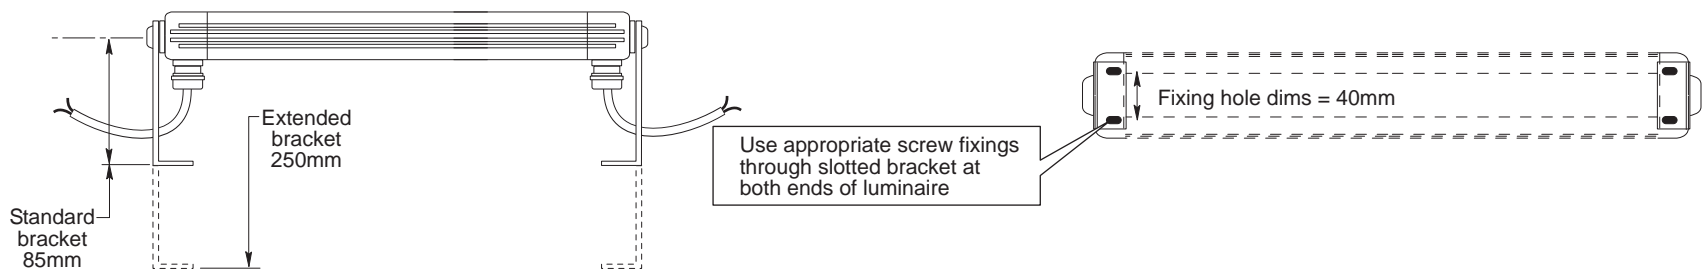 Extended
bracket
250mm
Standard
bracket
85mm
Use appropriate screw fixings
through slotted bracket at
both ends of luminaire
Fixing hole dims = 40mm